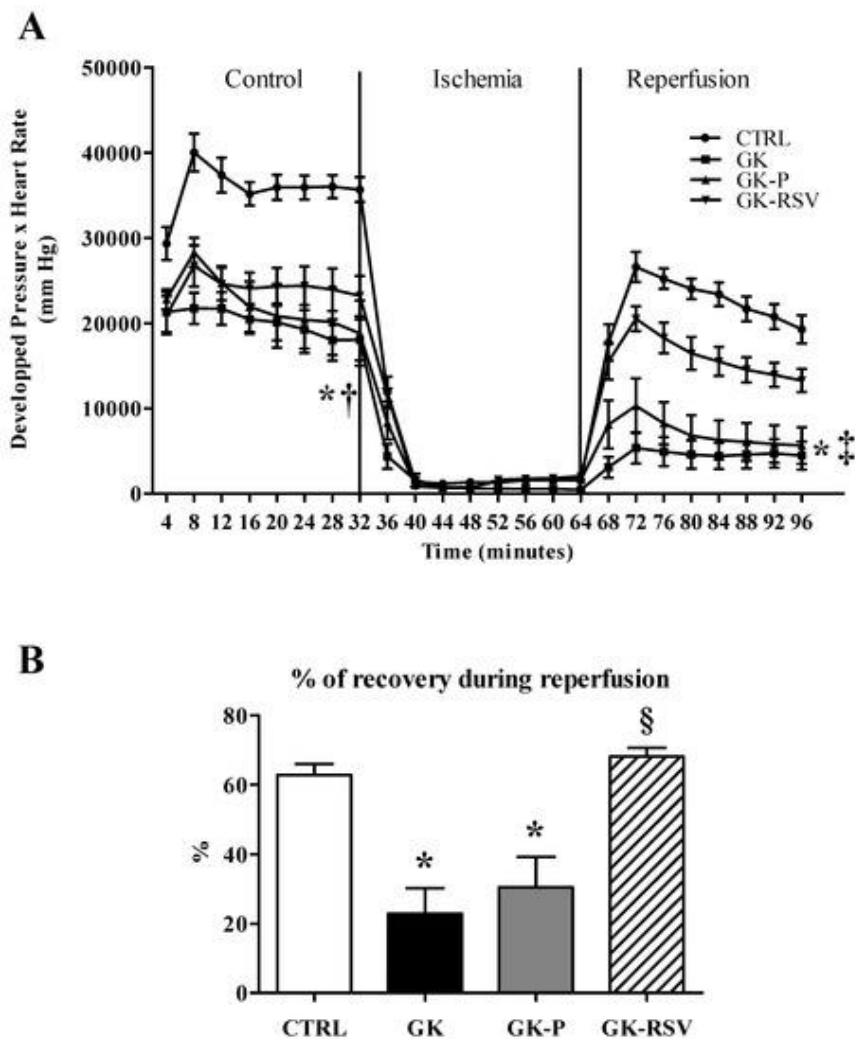 A
50000
40000
30000
20000
10000
0
Developped Pressure x Heart Rate
(mm Hg)
Control
Ischemia
Reperfusion
CTRL
GK
GK-P
GK-RSV
*†
*‡
‡
4 8 12 16 20 24 28 32 36 40 44 48 52 56 60 64 68 72 76 80 84 88 92 96
Time (minutes)
B
% of recovery during reperfusion
80
60
40
20
0
%
*
*
§
CTRL GK GK-P GK-RSV